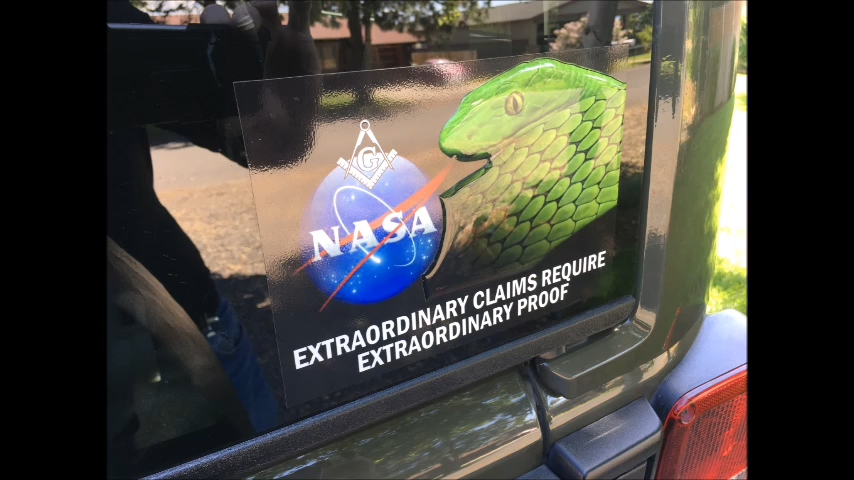 G
NASA
EXTRAORDINARY CLAIMS REQUIRE
EXTRAORDINARY PROOF